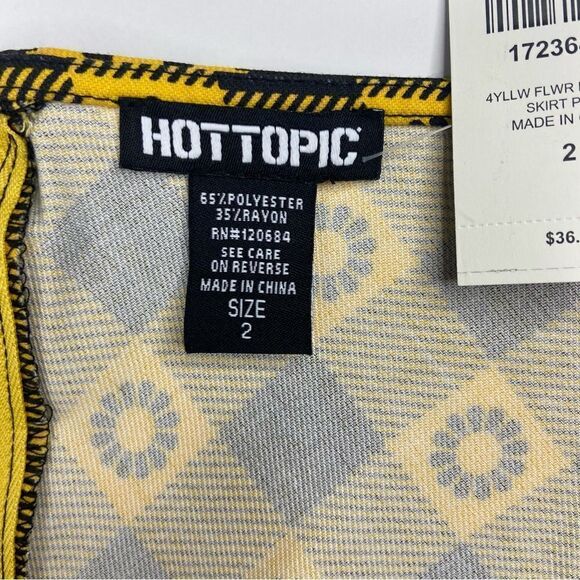 HOTTOPIC
65%POLYESTER
35%RAYON
RN#120684
SEE CARE
ON REVERSE
MADE IN CHINA
SIZE
2
17236
4YLLW FLWR
SKIRT P
MADE IN
2
$36.